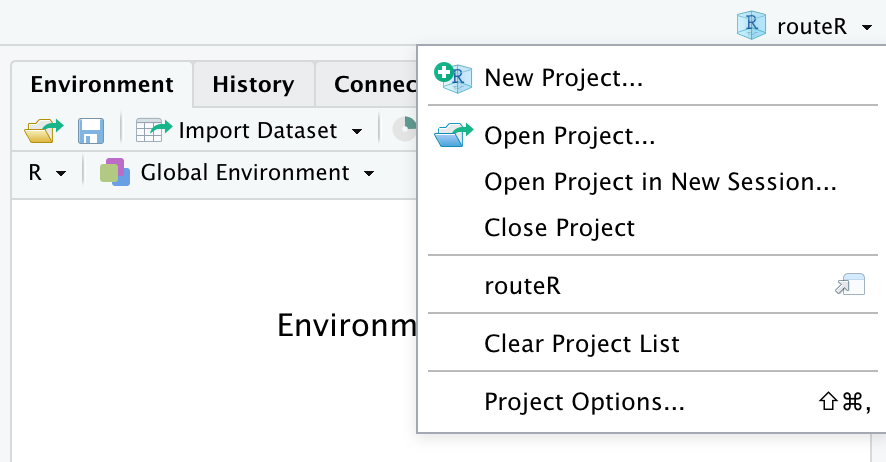 routeR
Environment History Connec
New Project...
Import Dataset
Open Project...
R Global Environment
Open Project in New Session...
Close Project
routeR
Environm
Clear Project List
Project Options... ⇧⌘,